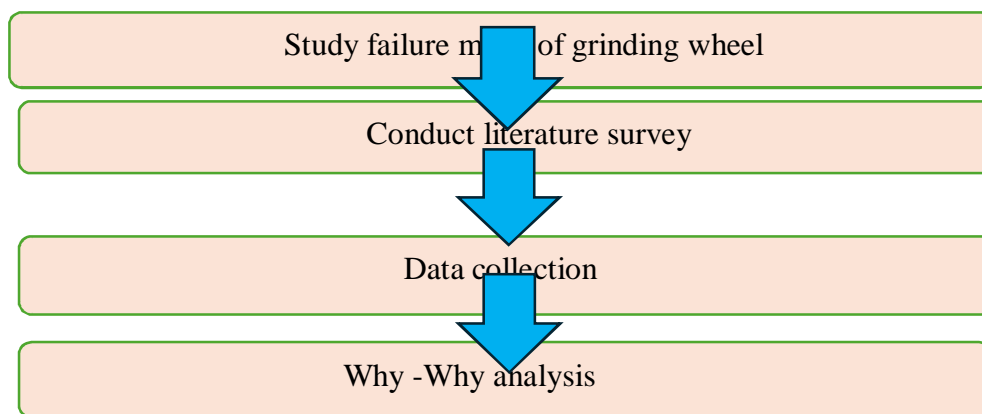 Study failure of grinding wheel
Conduct literature survey
Data collection
Why -Why analysis